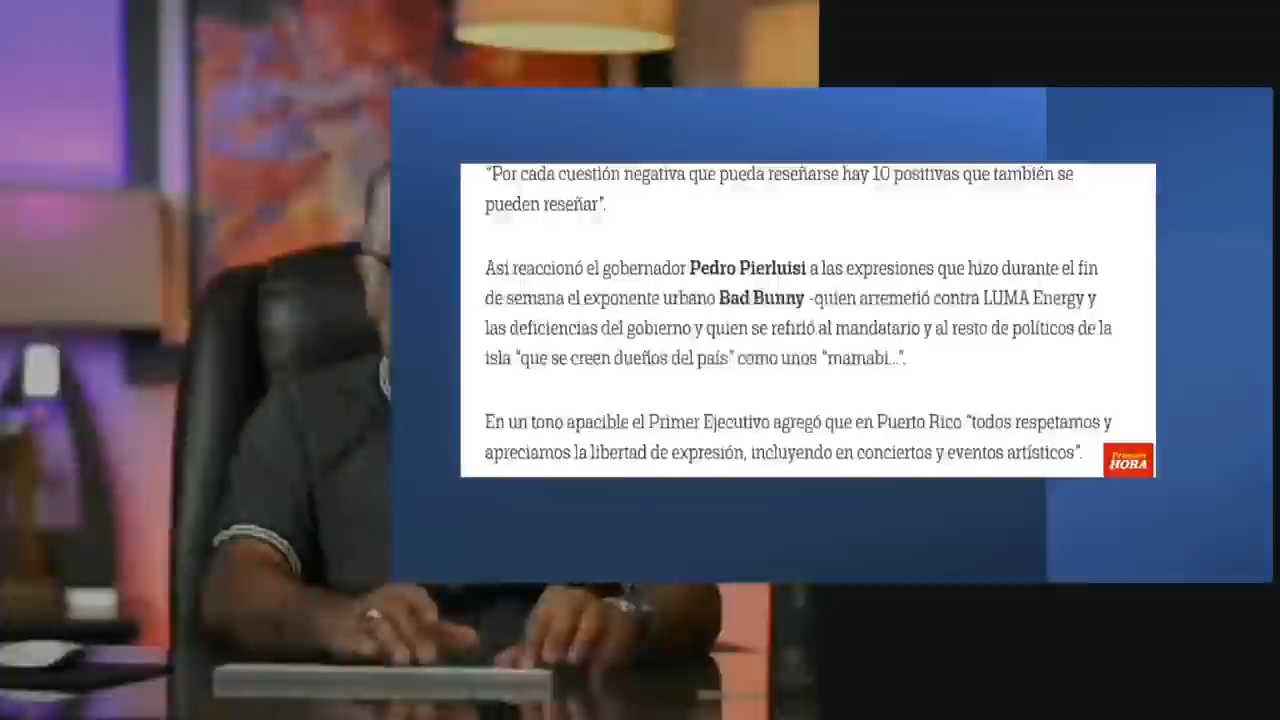 “Por cada cuestión negativa que pueda reseñarse hay 10 positivas que también se
pueden reseñar”.
Así reaccionó el gobernador Pedro Pierluisi a las expresiones que hizo durante el fin
de semana el exponente urbano Bad Bunny -quien arremetió contra LUMA Energy y
las deficiencias del gobierno y quien se refirió al mandatario y al resto de políticos de la
isla “que se creen dueños del país” como unos “mamabi...”.
En un tono apacible el Primer Ejecutivo agregó que en Puerto Rico “todos respetamos y
apreciamos la libertad de expresión, incluyendo en conciertos y eventos artísticos”.
Primera
HORA